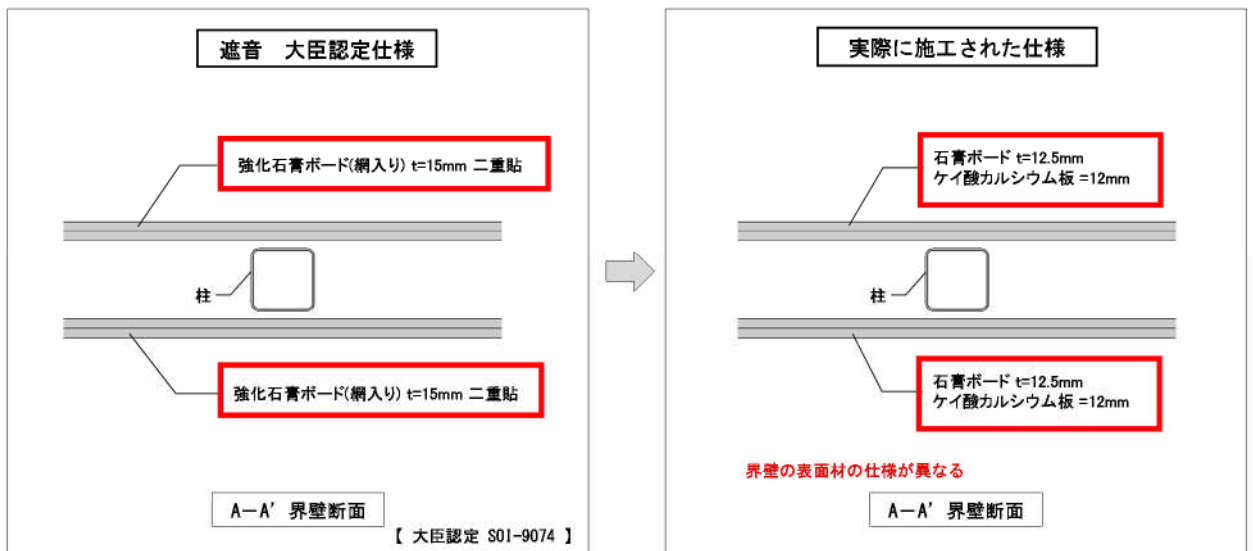 遮音　大臣認定仕様
強化石膏ボード(網入り) t=15mm 二重貼
柱
強化石膏ボード(網入り) t=15mm 二重貼
A－A’ 界壁断面
【 大臣認定 SOI-9074 】
実際に施工された仕様
石膏ボード t=12.5mm
ケイ酸カルシウム板 =12mm
柱
石膏ボード t=12.5mm
ケイ酸カルシウム板 =12mm
界壁の表面材の仕様が異なる
A－A’ 界壁断面